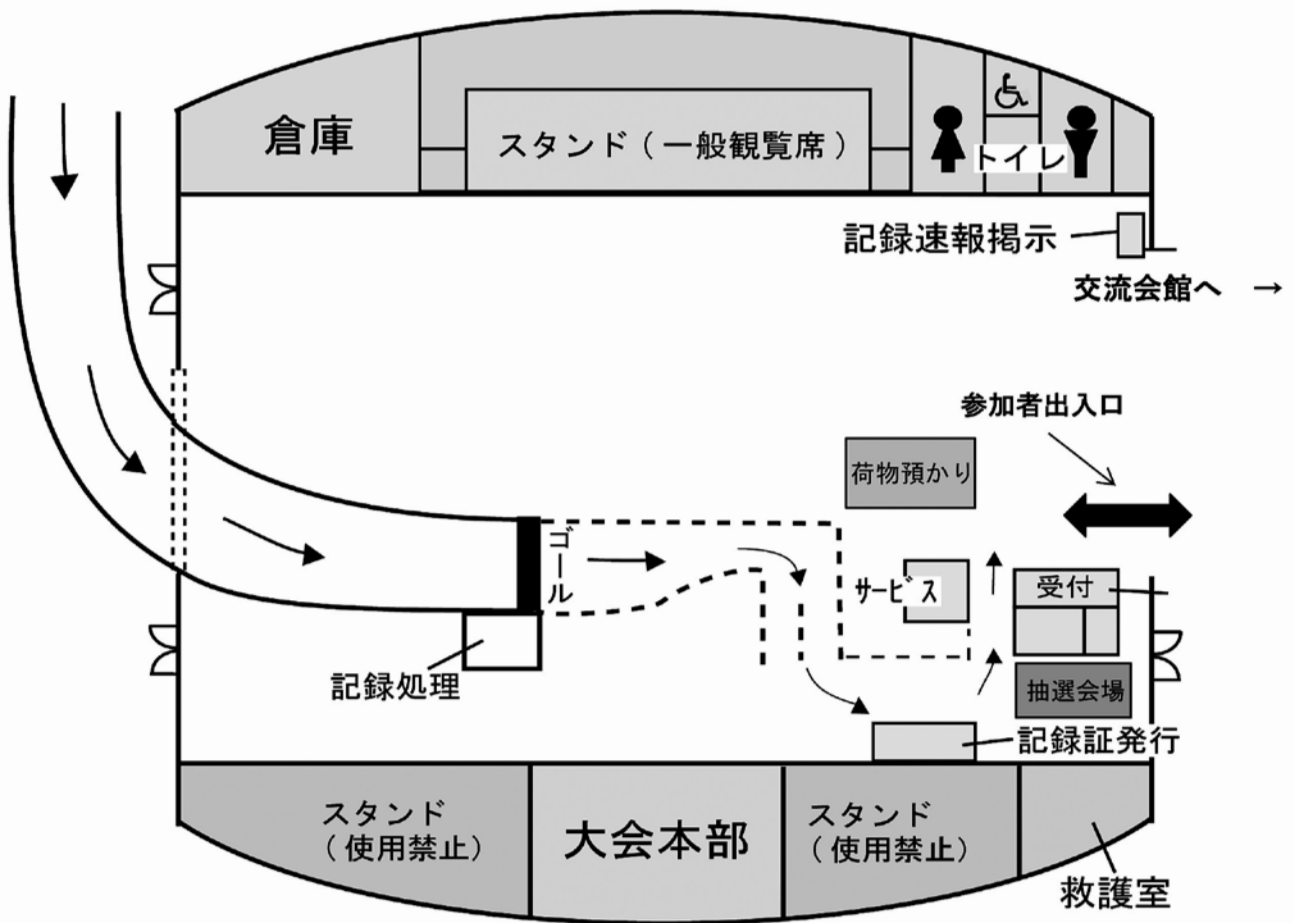 倉庫
スタンド（一般観覧席）
トイレ
記録速報掲示
交流会館へ →
参加者出入口
荷物預かり
ゴール
サービス
受付
記録処理
抽選会場
記録証発行
スタンド
（使用禁止）
大会本部
スタンド
（使用禁止）
救護室